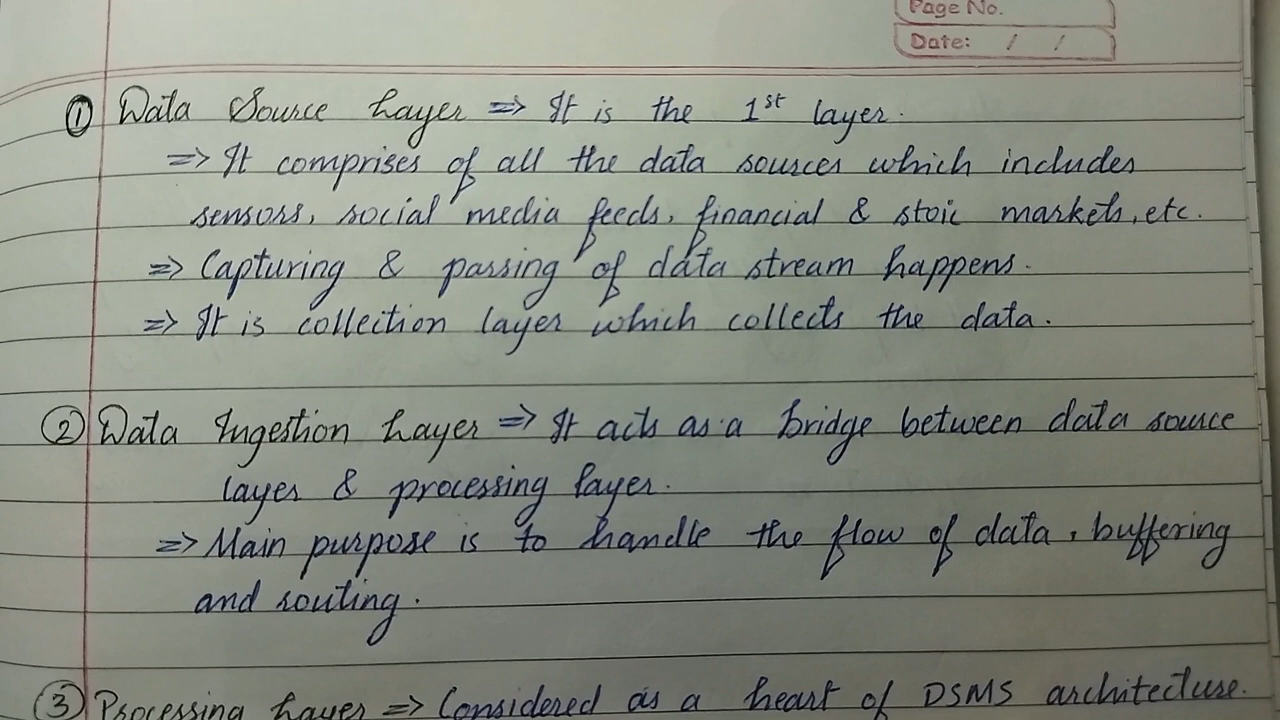 Page No.
Date: / /
① Data Source Layer => It is the 1st layer.
=> It comprises of all the data sources which includes
sensors, social media feeds, financial & stoic markets, etc.
=> Capturing & passing of data stream happens.
=> It is collection layer which collects the data.
② Data Ingestion Layer => It acts as a bridge between data source
layer & processing layer.
=> Main purpose is to handle the flow of data, buffering
and routing.
③ Processing Layer => Considered as a heart of DSMS architecture.